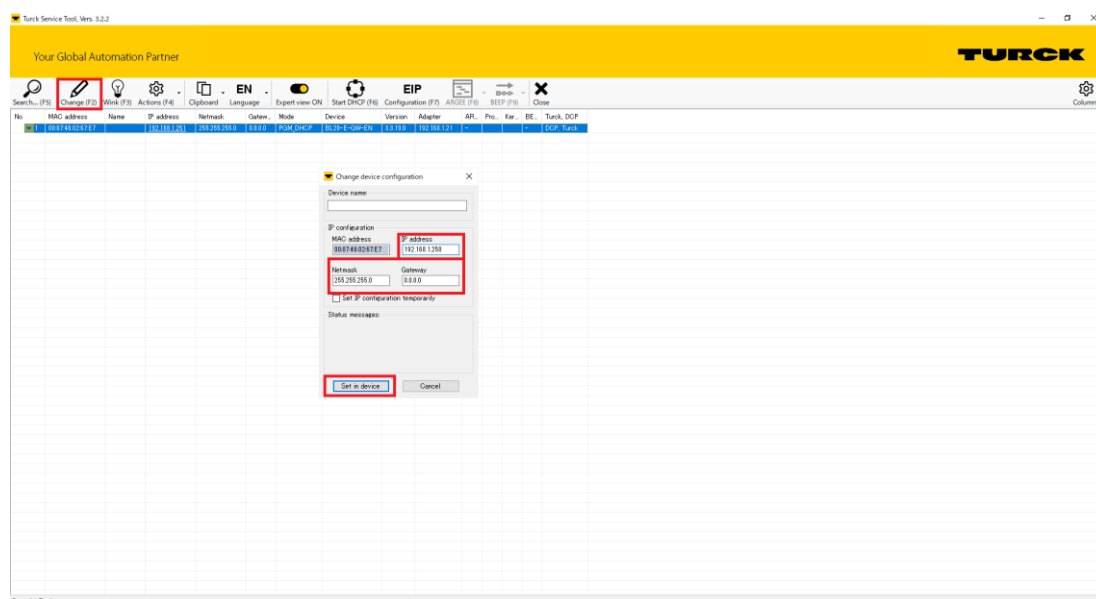 Turck Service Tool, Vers. 3.2.2
Your Global Automation Partner
TURCK
EN EIP
Search... (F5) Change (F2) Wink (F3) Actions (F4) Clipboard Language Expert view ON Start DHCP (F6) Configuration (F7) ARGEE (F8) BEEP (F9) Close Column
No MAC address Name IP address Netmask Gatew... Mode Device Version Adapter AR... Pro... Ker... BE... Turck, DCP
1 00:07:46:02:67:E7 192.168.1.251 255.255.255.0 0.0.0.0 PGM_DHCP BL20-E-GW-EN 3.0.19.0 192.168.1.21 - - DCP, Turck
Change device configuration
Device name:
IP configuration
MAC address IP address
00:07:46:02:67:E7 192.168.1.250
Netmask Gateway
255.255.255.0 0.0.0.0
Set IP configuration temporarily
Status messages:
Set in device Cancel